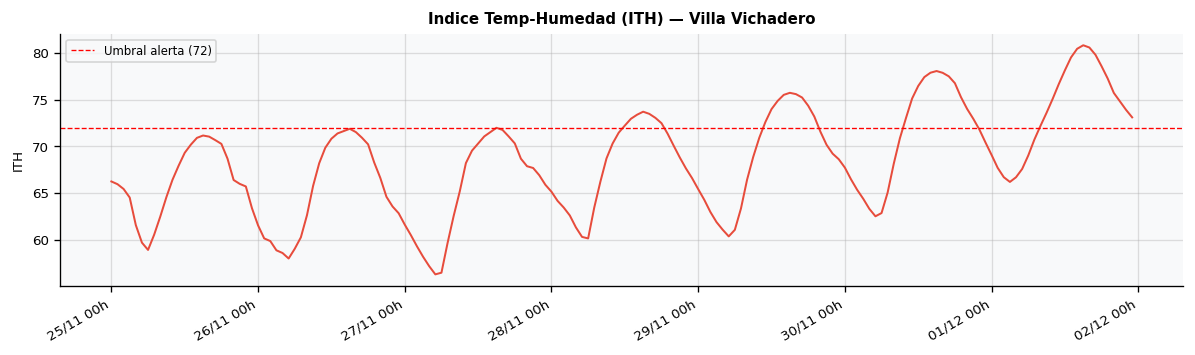 Indice Temp-Humedad (ITH) — Villa Vichadero
Umbral alerta (72)
ITH
80
75
70
65
60
25/11 00h
26/11 00h
27/11 00h
28/11 00h
29/11 00h
30/11 00h
01/12 00h
02/12 00h